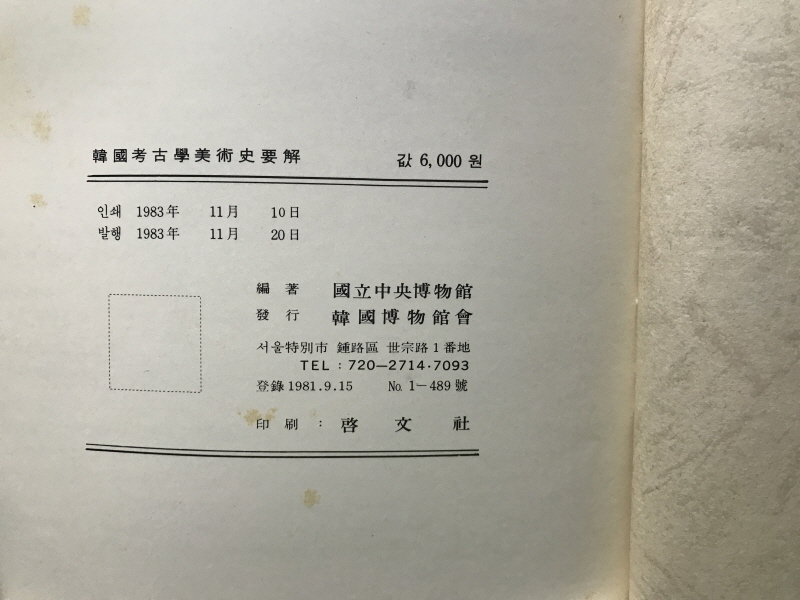 韓國考古學美術史要解 값 6,000 원
인쇄 1983年 11月 10日
발행 1983年 11月 20日
編著 國立中央博物館
發行 韓國博物館會
서울特別市 鍾路區 世宗路 1 番地
TEL : 720—2714·7093
登錄 1981.9.15 No. 1—489號
印刷 : 啓文社